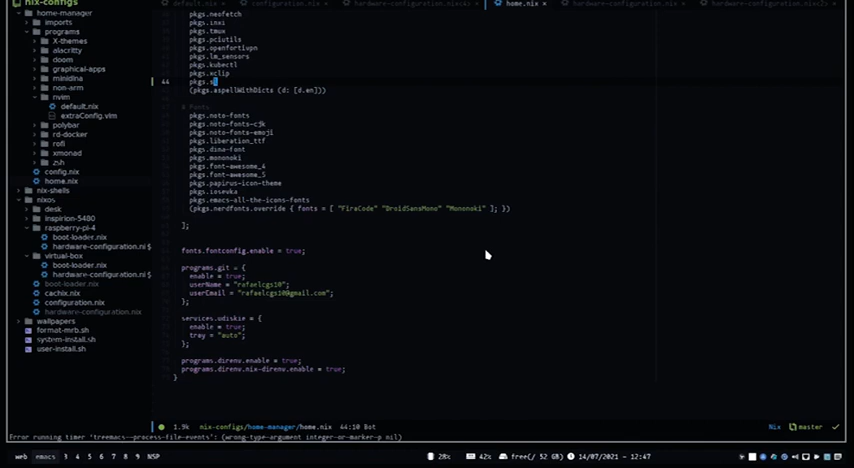 nix-configs
default.nix
configuration.nix
hardware-configuration.nix
home.nix
hardware-configuration.nix
hardware-configuration.nix
home-manager
imports
programs
X-themes
alacritty
doom
graphical-apps
minidlna
non-arm
nvim
default.nix
extraConfig.vim
polybar
rd-docker
rofi
xmonad
zsh
config.nix
home.nix
nix-shells
nixos
desk
inspirion-5480
raspberry-pi-4
boot-loader.nix
hardware-configuration.ni$
virtual-box
boot-loader.nix
hardware-configuration.ni$
boot-loader.nix
cachix.nix
configuration.nix
hardware-configuration.nix
wallpapers
format-mrb.sh
system-install.sh
user-install.sh
pkgs.neofetch
pkgs.inxi
pkgs.tmux
pkgs.pciutils
pkgs.openfortivpn
pkgs.lm_sensors
pkgs.kubectl
pkgs.xclip
44 pkgs.s
(pkgs.aspellWithDicts (d: [d.en]))
# Fonts
pkgs.noto-fonts
pkgs.noto-fonts-cjk
pkgs.noto-fonts-emoji
pkgs.liberation_ttf
pkgs.dina-font
pkgs.mononoki
pkgs.font-awesome_4
pkgs.font-awesome_5
pkgs.papirus-icon-theme
pkgs.iosevka
pkgs.emacs-all-the-icons-fonts
(pkgs.nerdfonts.override { fonts = [ "FiraCode" "DroidSansMono" "Mononoki" ]; })
];
fonts.fontconfig.enable = true;
programs.git = {
enable = true;
userName = "rafaelcgs10";
userEmail = "rafaelcgs10@gmail.com";
};
services.udiskie = {
enable = true;
tray = "auto";
};
programs.direnv.enable = true;
programs.direnv.nix-direnv.enable = true;
}
1.9k nix-configs/home-manager/home.nix 44:10 Bot
Nix master
Error running timer 'treemacs--process-file-events': (wrong-type-argument integer-or-marker-p nil)
web emacs 3 4 5 6 7 8 9 NSP
28% 42% free(/ 52 GB) 14/07/2021 - 12:47